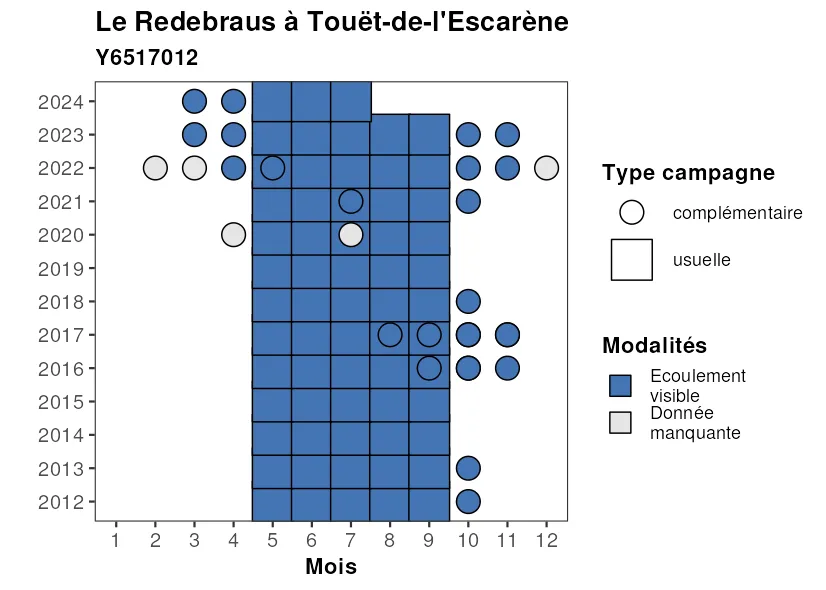 Le Redebraus à Touët-de-l'Escarène
Y6517012
2024
2023
2022
2021
2020
2019
2018
2017
2016
2015
2014
2013
2012
1 2 3 4 5 6 7 8 9 10 11 12
Mois
Type campagne
complémentaire
usuelle
Modalités
Ecoulement
visible
Donnée
manquante